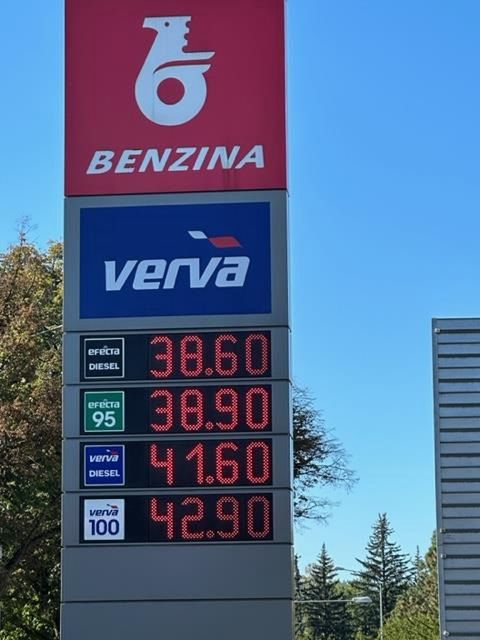 BENZINA
verva
EFECTA
DIESEL
38.60
EFECTA
95
38.90
verva
DIESEL
41.60
verva
100
42.90